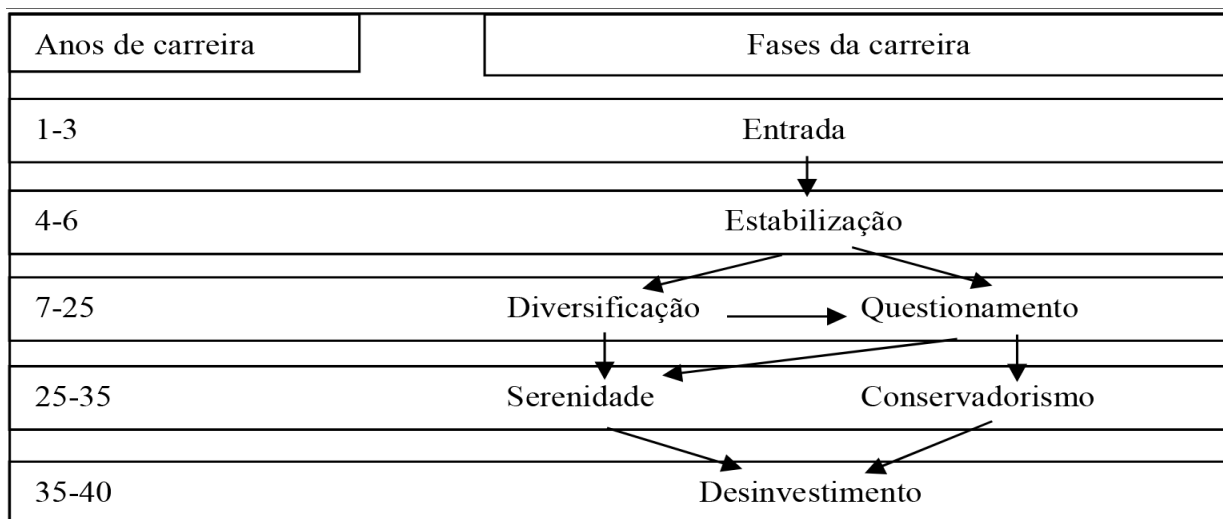 Anos de carreira Fases da carreira
1-3 Entrada
4-6 Estabilização
7-25 Diversificação Questionamento
25-35 Serenidade Conservadorismo
35-40 Desinvestimento